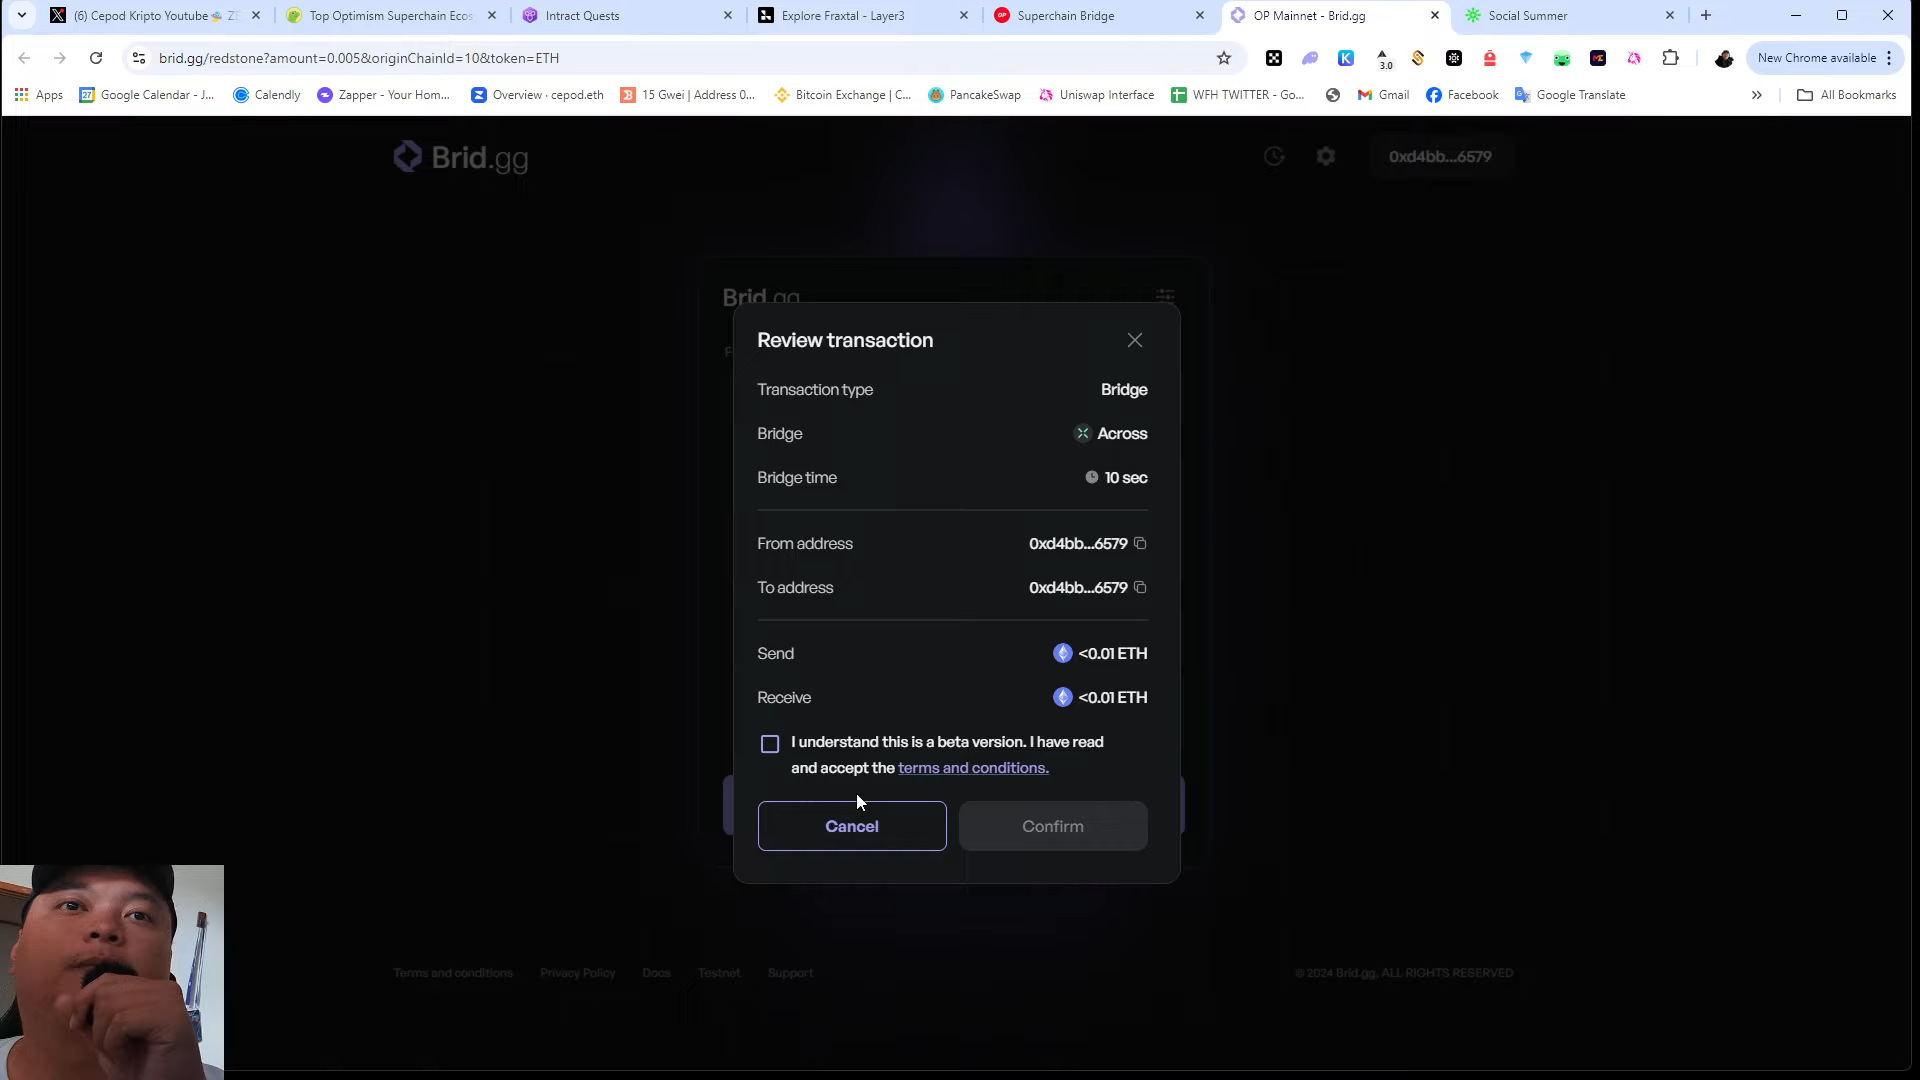 (6) Cepod Kripto Youtube
Top Optimism Superchain Ecos
Intract Quests
Explore Fraxtal - Layer3
Superchain Bridge
OP Mainnet - Brid.gg
Social Summer
brid.gg/redstone?amount=0.005&originChainId=10&token=ETH
3.0
New Chrome available
Apps
Google Calendar - J...
Calendly
Zapper - Your Hom...
Overview · cepod.eth
15 Gwei | Address 0...
Bitcoin Exchange | C...
PancakeSwap
Uniswap Interface
WFH TWITTER - Go...
Gmail
Facebook
Google Translate
All Bookmarks
Brid.gg
0xd4bb...6579
Brid.gg
Review transaction
Transaction type
Bridge
Bridge
Across
Bridge time
10 sec
From address
0xd4bb...6579
To address
0xd4bb...6579
Send
<0.01 ETH
Receive
<0.01 ETH
I understand this is a beta version. I have read
and accept the terms and conditions.
Cancel
Confirm
Terms and conditions
Privacy Policy
Docs
Testnet
Support
© 2024 Brid.gg, ALL RIGHTS RESERVED